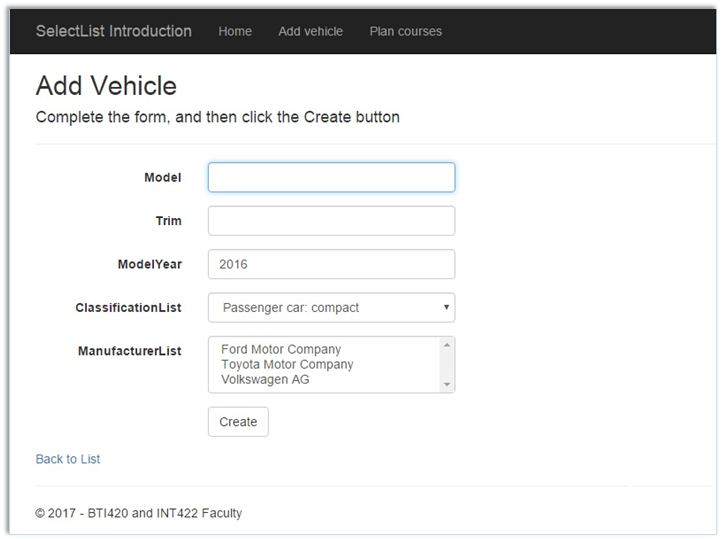 SelectList Introduction Home Add vehicle Plan courses
Add Vehicle
Complete the form, and then click the Create button
Model
Trim
ModelYear 2016
ClassificationList Passenger car: compact
ManufacturerList Ford Motor Company
Toyota Motor Company
Volkswagen AG
Create
Back to List
© 2017 - BTI420 and INT422 Faculty